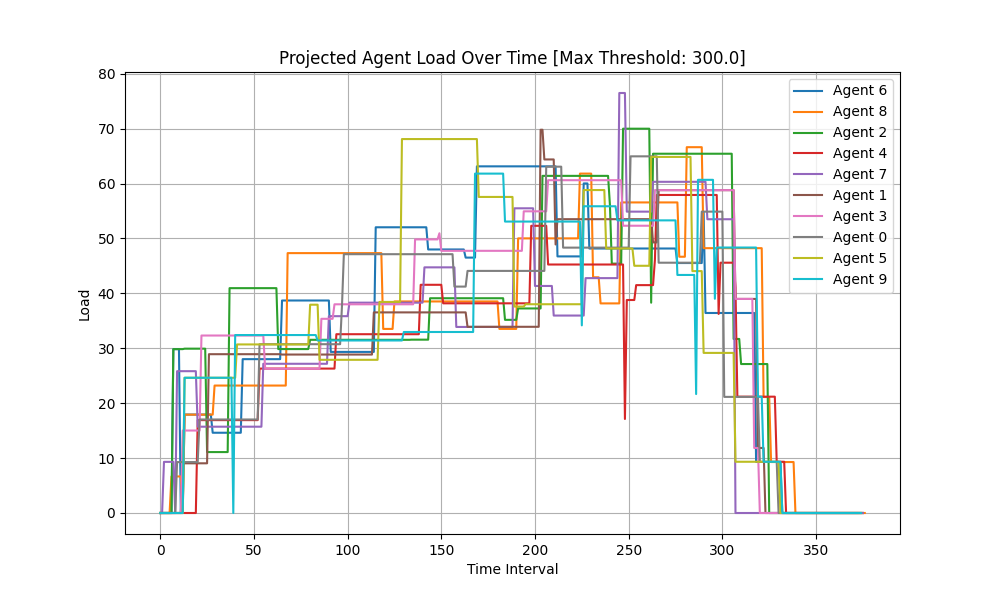 Projected Agent Load Over Time [Max Threshold: 300.0]
80
70
60
50
40
30
20
10
0
Load
0 50 100 150 200 250 300 350
Time Interval
Agent 6
Agent 8
Agent 2
Agent 4
Agent 7
Agent 1
Agent 3
Agent 0
Agent 5
Agent 9